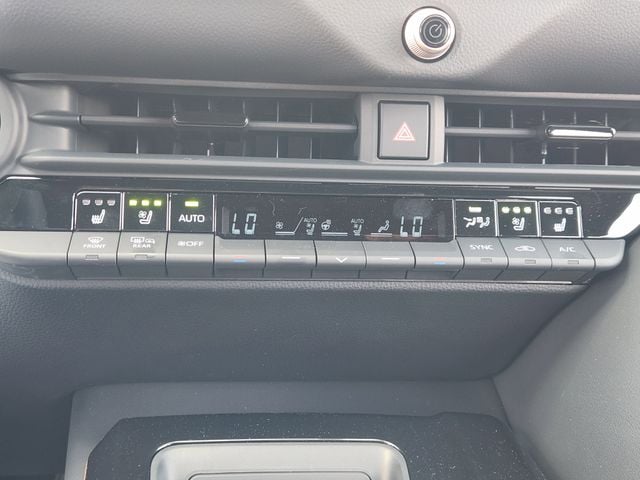 AUTO LO AUTO AUTO LO
FRONT REAR OFF SYNC A/C